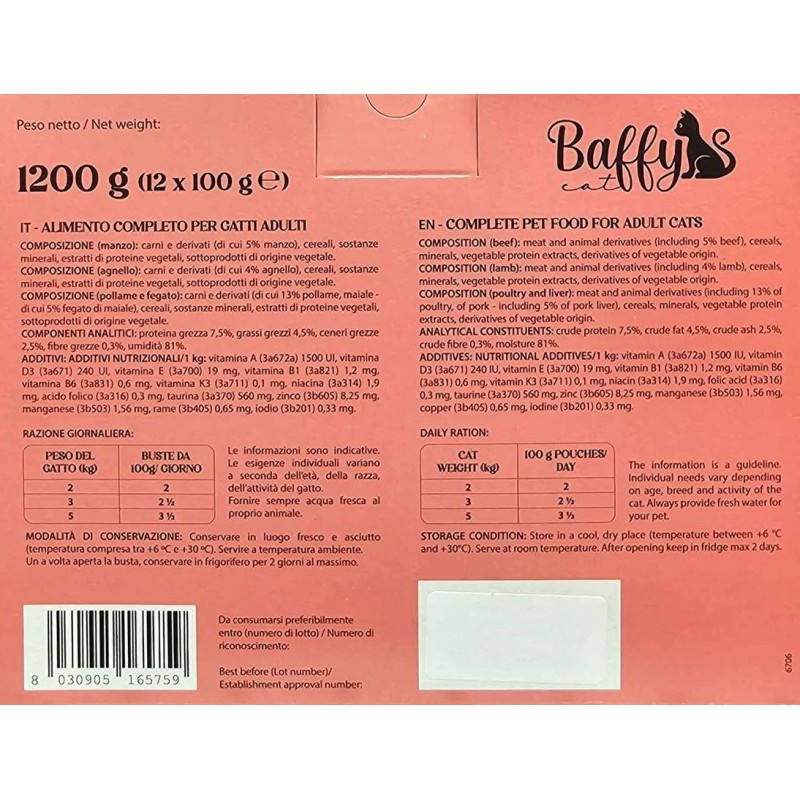 Peso netto / Net weight:
1200 g (12 x 100 g ℮)
Baffy
cat
IT - ALIMENTO COMPLETO PER GATTI ADULTI
COMPOSIZIONE (manzo): carni e derivati (di cui 5% manzo), cereali, sostanze
minerali, estratti di proteine vegetali, sottoprodotti di origine vegetale.
COMPOSIZIONE (agnello): carni e derivati (di cui 4% agnello), cereali, sostanze
minerali, estratti di proteine vegetali, sottoprodotti di origine vegetale.
COMPOSIZIONE (pollame e fegato): carni e derivati (di cui 13% pollame, maiale -
di cui 5% fegato di maiale), cereali, sostanze minerali, estratti di proteine vegetali,
sottoprodotti di origine vegetale.
COMPONENTI ANALITICI: proteina grezza 7,5%, grassi grezzi 4,5%, ceneri grezze
2,5%, fibre grezze 0,3%, umidità 81%.
ADDITIVI: ADDITIVI NUTRIZIONALI/1 kg: vitamina A (3a672a) 1500 UI, vitamina
D3 (3a671) 240 UI, vitamina E (3a700) 19 mg, vitamina B1 (3a821) 1,2 mg,
vitamina B6 (3a831) 0,6 mg, vitamina K3 (3a711) 0,1 mg, niacina (3a314) 1,9
mg, acido folico (3a316) 0,3 mg, taurina (3a370) 560 mg, zinco (3b605) 8,25 mg,
manganese (3b503) 1,56 mg, rame (3b405) 0,65 mg, iodio (3b201) 0,33 mg.
RAZIONE GIORNALIERA:
PESO DEL GATTO (kg) BUSTE DA 100g/ GIORNO
2 2
3 2 ½
5 3 ½
Le informazioni sono indicative.
Le esigenze individuali variano
a seconda dell'età, della razza,
dell'attività del gatto.
Fornire sempre acqua fresca al
proprio animale.
MODALITÀ DI CONSERVAZIONE: Conservare in luogo fresco e asciutto
(temperatura compresa tra +6 ºC e +30 ºC). Servire a temperatura ambiente.
Un a volta aperta la busta, conservare in frigorifero per 2 giorni al massimo.
EN - COMPLETE PET FOOD FOR ADULT CATS
COMPOSITION (beef): meat and animal derivatives (including 5% beef), cereals,
minerals, vegetable protein extracts, derivatives of vegetable origin.
COMPOSITION (lamb): meat and animal derivatives (including 4% lamb), cereals,
minerals, vegetable protein extracts, derivatives of vegetable origin.
COMPOSITION (poultry and liver): meat and animal derivatives (including 13% of
poultry, of pork - including 5% of pork liver), cereals, minerals, vegetable protein
extracts, derivatives of vegetable origin.
ANALYTICAL CONSTITUENTS: crude protein 7,5%, crude fat 4,5%, crude ash 2,5%,
crude fibre 0,3%, moisture 81%.
ADDITIVES: NUTRITIONAL ADDITIVES/1 kg: vitamin A (3a672a) 1500 IU, vitamin
D3 (3a671) 240 IU, vitamin E (3a700) 19 mg, vitamin B1 (3a821) 1,2 mg, vitamin B6
(3a831) 0,6 mg, vitamin K3 (3a711) 0,1 mg, niacin (3a314) 1,9 mg, folic acid (3a316)
0,3 mg, taurine (3a370) 560 mg, zinc (3b605) 8,25 mg, manganese (3b503) 1,56 mg,
copper (3b405) 0,65 mg, iodine (3b201) 0,33 mg.
DAILY RATION:
CAT WEIGHT (kg) 100 g POUCHES/ DAY
2 2
3 2 ½
5 3 ½
The information is a guideline.
Individual needs vary depending
on age, breed and activity of the
cat. Always provide fresh water for
your pet.
STORAGE CONDITION: Store in a cool, dry place (temperature between +6 °C
and +30°C). Serve at room temperature. After opening keep in fridge max 2 days.
8 030905 165759
Da consumarsi preferibilmente
entro (numero di lotto) / Numero di
riconoscimento:
Best before (Lot number)/
Establishment approval number:
6706